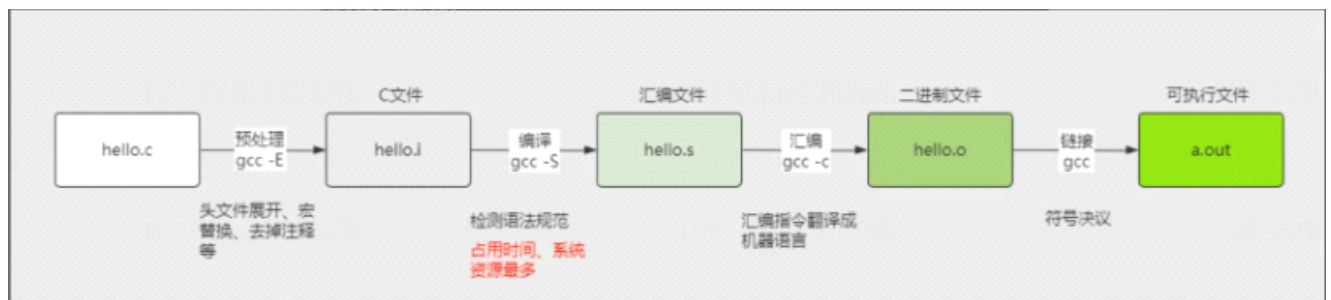 C文件
汇编文件
二进制文件
可执行文件
hello.c
预处理
gcc -E
hello.i
编译
gcc -S
hello.s
汇编
gcc -c
hello.o
链接
gcc
a.out
头文件展开、宏
替换、去掉注释
等
检测语法规范
占用时间、系统
资源最多
汇编指令翻译成
机器语言
符号决议